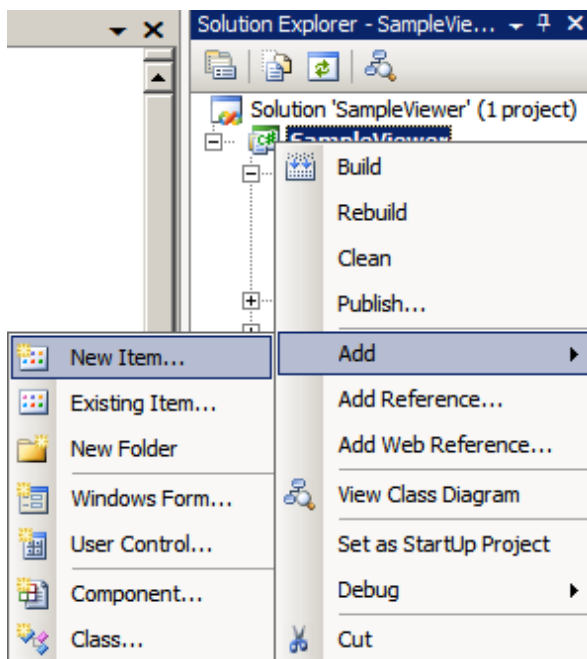 Solution Explorer - SampleVie...
Solution 'SampleViewer' (1 project)
SampleViewer
Build
Rebuild
Clean
Publish...
Add
Add Reference...
Add Web Reference...
View Class Diagram
Set as StartUp Project
Debug
Cut
New Item...
Existing Item...
New Folder
Windows Form...
User Control...
Component...
Class...